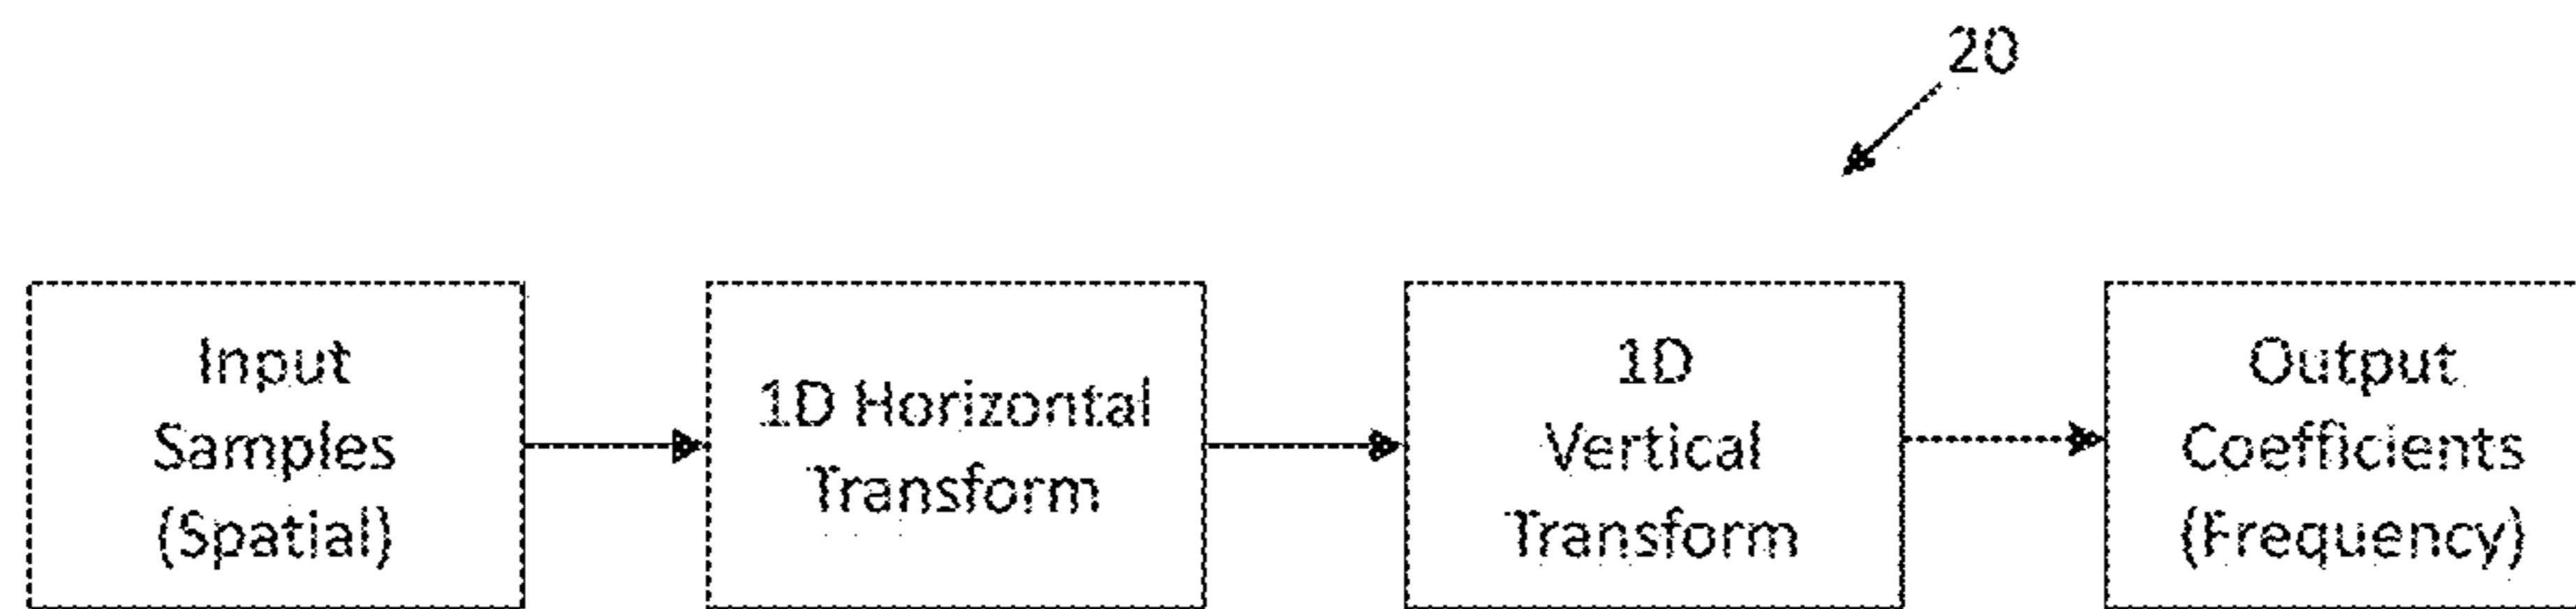 20
Input
Samples
(Spatial)
1D Horizontal
Transform
1D
Vertical
Transform
Output
Coefficients
(Frequency)